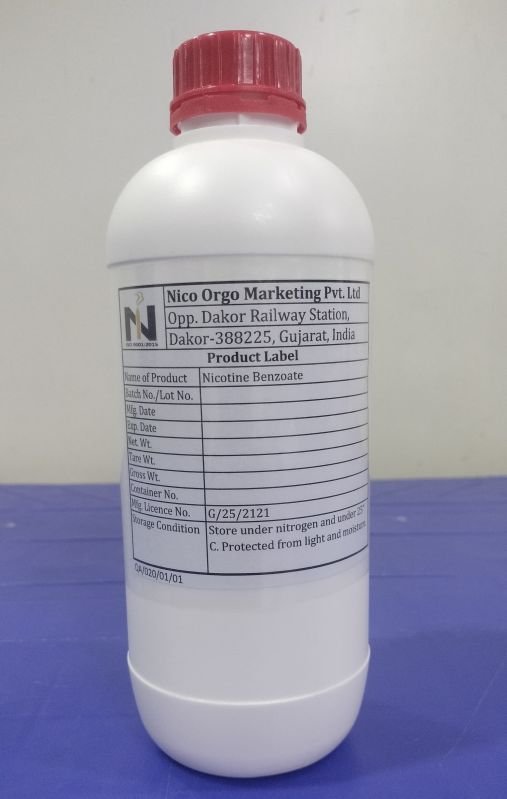 Nico Orgo Marketing Pvt. Ltd
Opp. Dakor Railway Station,
Dakor-388225, Gujarat, India
N
ISO 9001:2015
Product Label
Name of Product Nicotine Benzoate
Batch No./Lot No.
Mfg. Date
Exp. Date
Net. Wt.
Tare Wt.
Gross Wt.
Container No.
Mfg. Licence No. G/25/2121
Storage Condition Store under nitrogen and under 25°
C. Protected from light and moisture.
QA/020/01/01